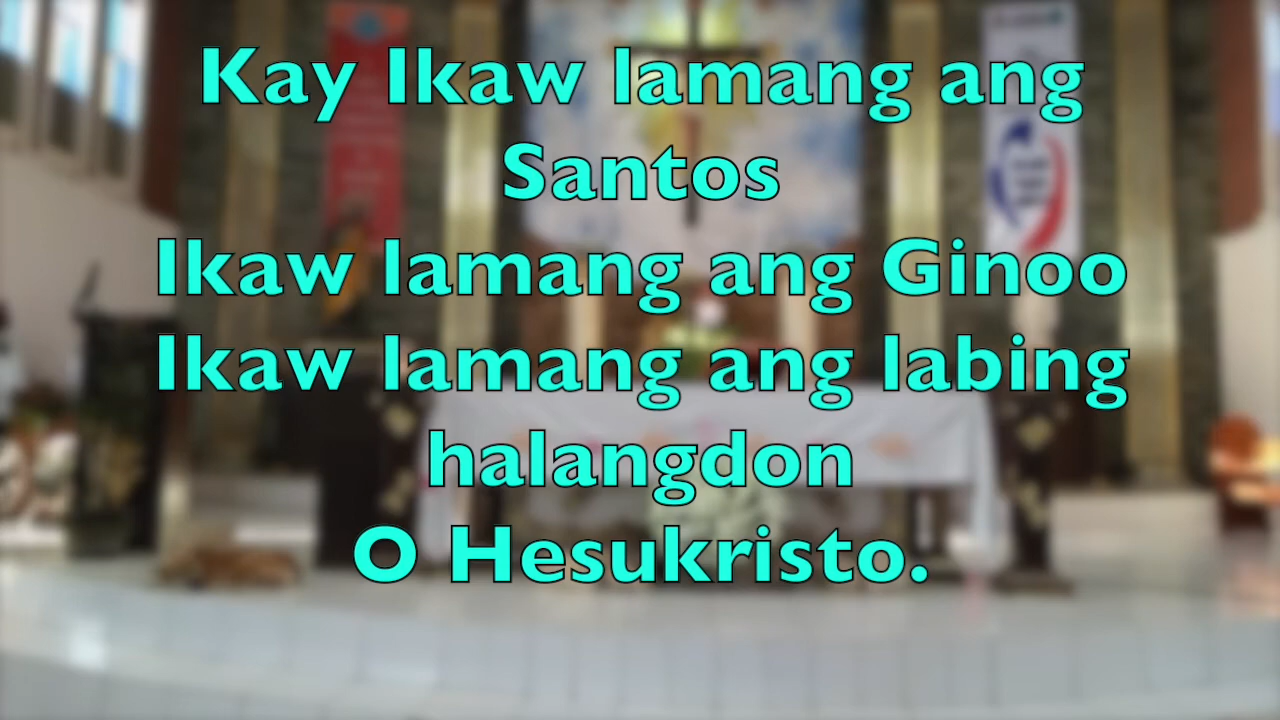 Kay Ikaw lamang ang
Santos
Ikaw lamang ang Ginoo
Ikaw lamang ang labing
halangdon
O Hesukristo.